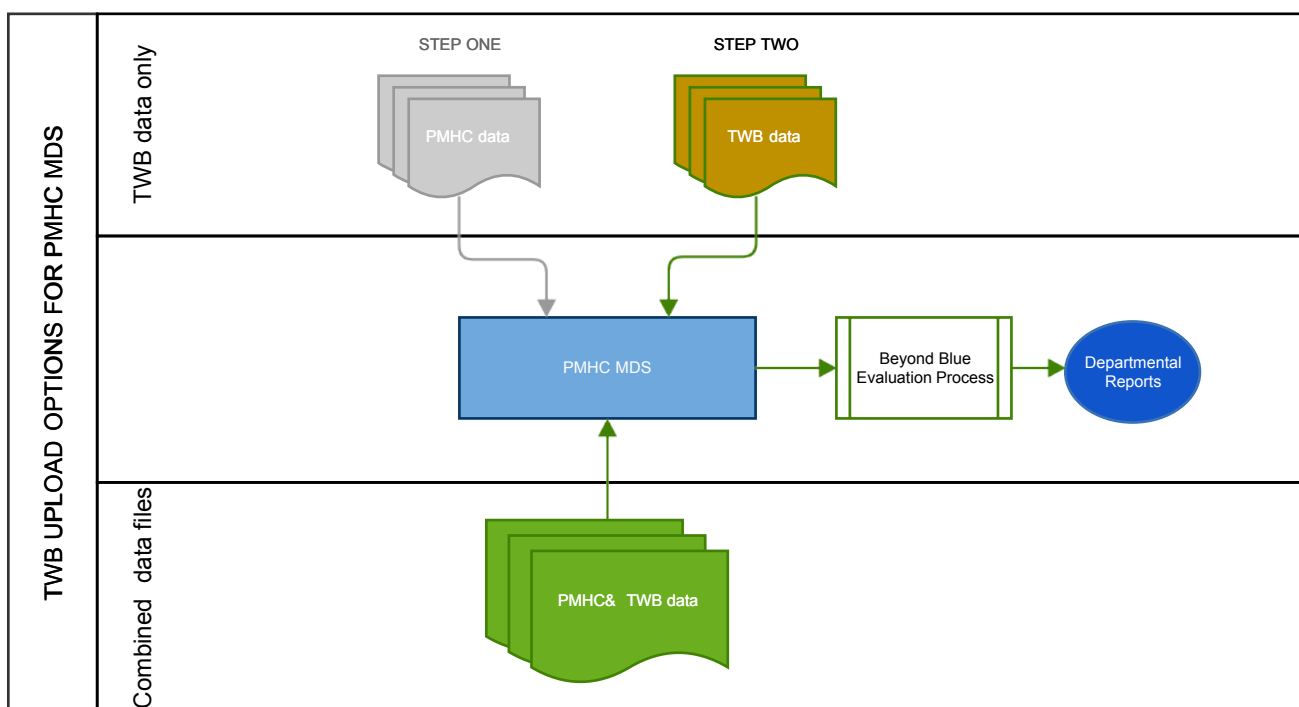 TWB UPLOAD OPTIONS FOR PMHC MDS
TWB data only
STEP ONE
STEP TWO
PMHC data
TWB data
PMHC MDS
Beyond Blue
Evaluation Process
Departmental
Reports
Combined data files
PMHC& TWB data